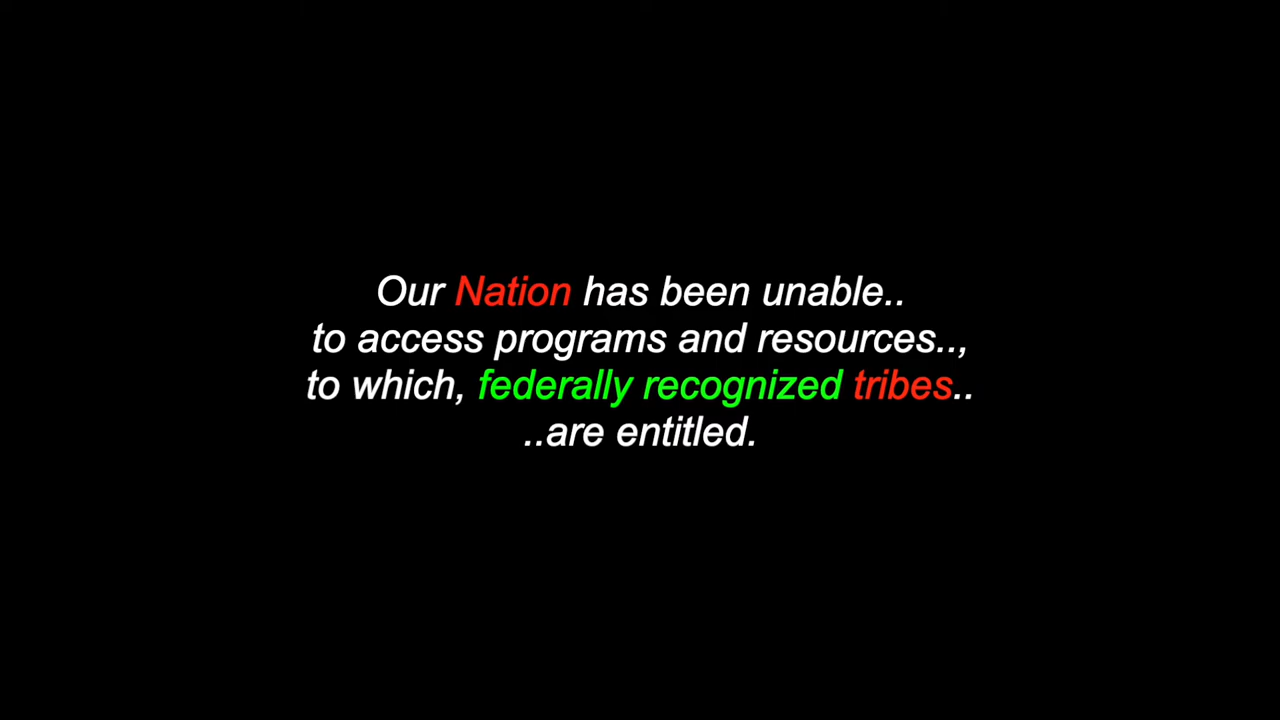 Our Nation has been unable..
to access programs and resources..,
to which, federally recognized tribes..
..are entitled.